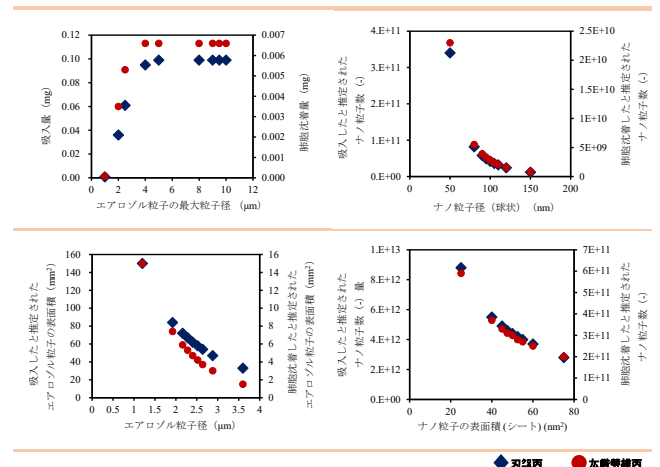 吸入量 (mg)
0.12
0.10
0.08
0.06
0.04
0.02
0.00
0.007
0.006
0.005
0.004
0.003
0.002
0.001
0.000
肺胞沈着量 (mg)
0 2 4 6 8 10 12
エアロゾル粒子の最大粒子径 (μm)
吸入したと推定された
ナノ粒子数 (-)
4.E+11
3.E+11
2.E+11
1.E+11
0.E+00
2.5E+10
2.E+10
1.E+10
1.E+10
5.E+09
0
肺胞沈着したと推定された
ナノ粒子数 (-)
0 50 100 150 200
ナノ粒子径（球状） (nm)
吸入したと推定された
エアロゾル粒子の表面積 (mm²)
160
140
120
100
80
60
40
20
0
16
14
12
10
8
6
4
2
0
肺胞沈着したと推定された
エアロゾル粒子の表面積 (mm²)
0 0.5 1 1.5 2 2.5 3 3.5 4
エアロゾル粒子径 (μm)
吸入したと推定された
ナノ粒子数 (-) 量
1.E+13
8.E+12
6.E+12
4.E+12
2.E+12
0.E+00
7E+11
6E+11
5E+11
4E+11
3E+11
2E+11
1E+11
0
肺胞沈着したと推定された
ナノ粒子数 (-)
0 20 40 60 80
ナノ粒子の表面積 (シート) (nm²)